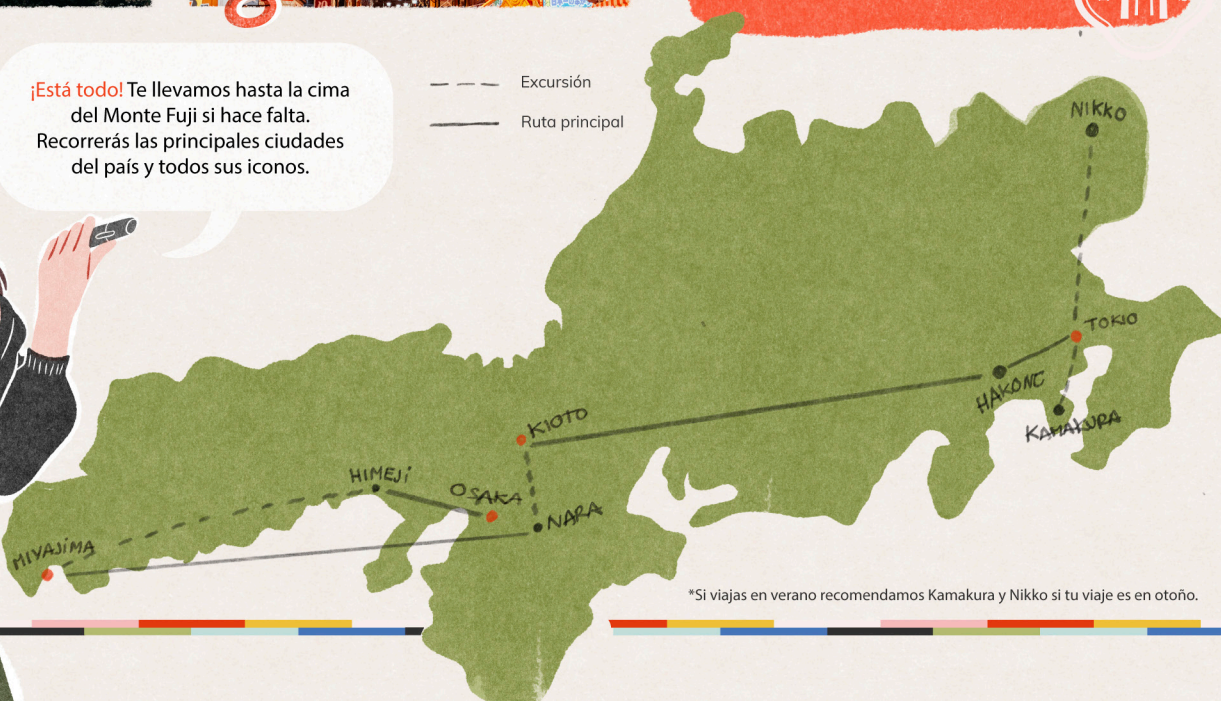 ¡Está todo! Te llevamos hasta la cima
del Monte Fuji si hace falta.
Recorrerás las principales ciudades
del país y todos sus iconos.
Excursión
Ruta principal
NIKKO
TOKIO
HAKONE
KAMAKURA
KIOTO
HIMEJI
OSAKA
NARA
MIYAJIMA
*Si viajas en verano recomendamos Kamakura y Nikko si tu viaje es en otoño.